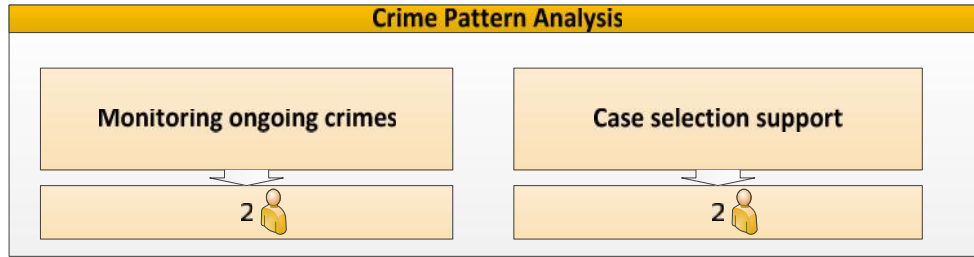 Crime Pattern Analysis
Monitoring ongoing crimes
Case selection support
2
2